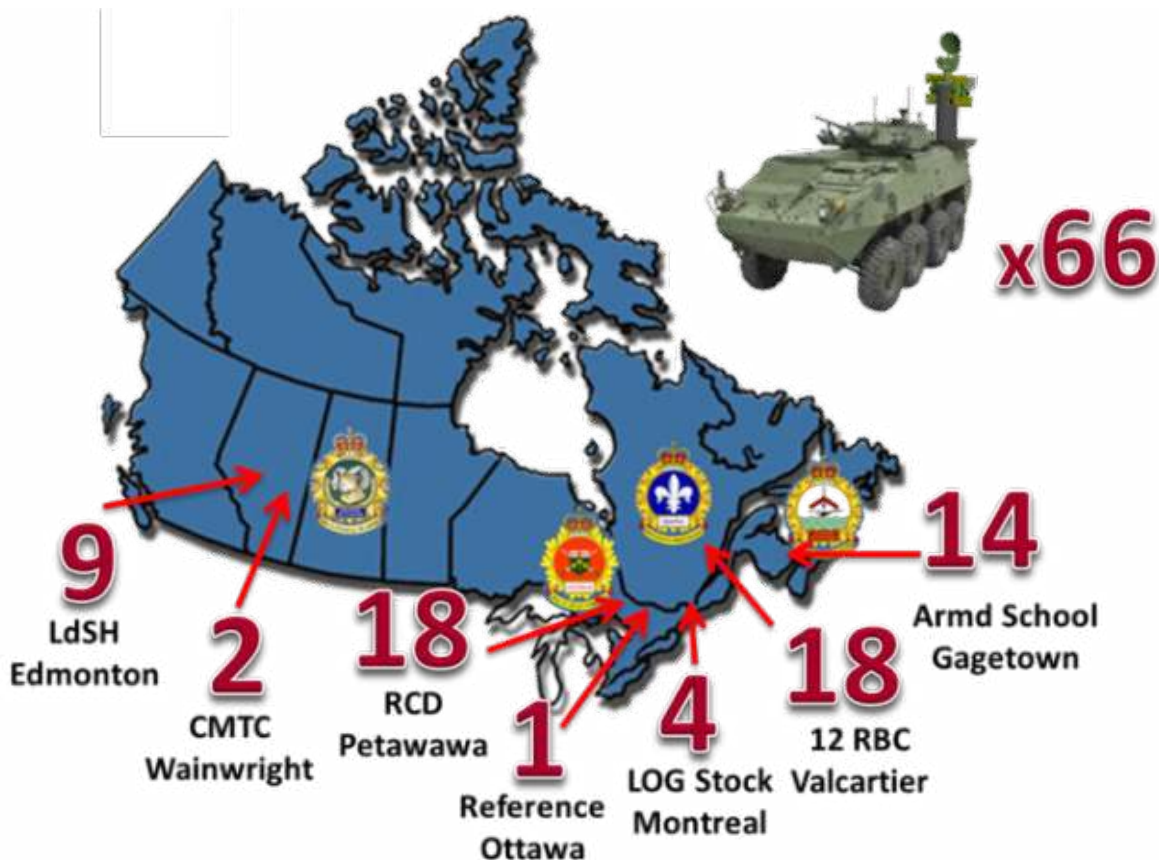 x66
9
LdSH
Edmonton
2
CMTC
Wainwright
18
RCD
Petawawa
1
Reference
Ottawa
4
LOG Stock
Montreal
18
12 RBC
Valcartier
14
Armd School
Gagetown